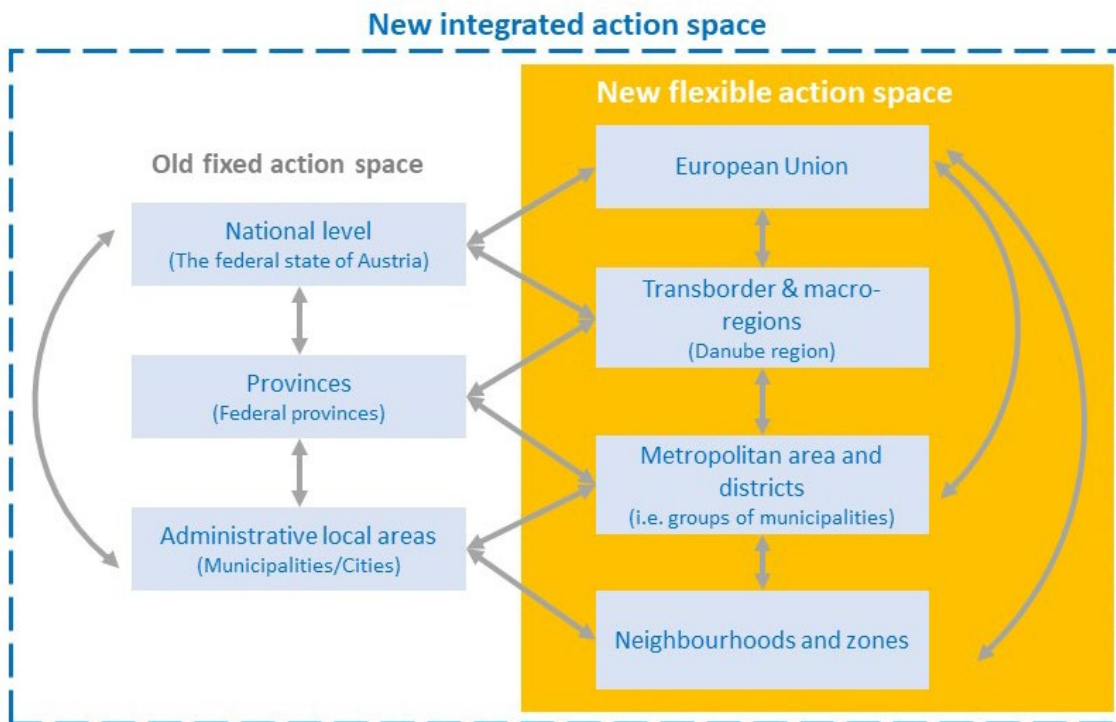 New integrated action space
Old fixed action space
National level
(The federal state of Austria)
Provinces
(Federal provinces)
Administrative local areas
(Municipalities/Cities)
New flexible action space
European Union
Transborder & macro-
regions
(Danube region)
Metropolitan area and
districts
(i.e. groups of municipalities)
Neighbourhoods and zones